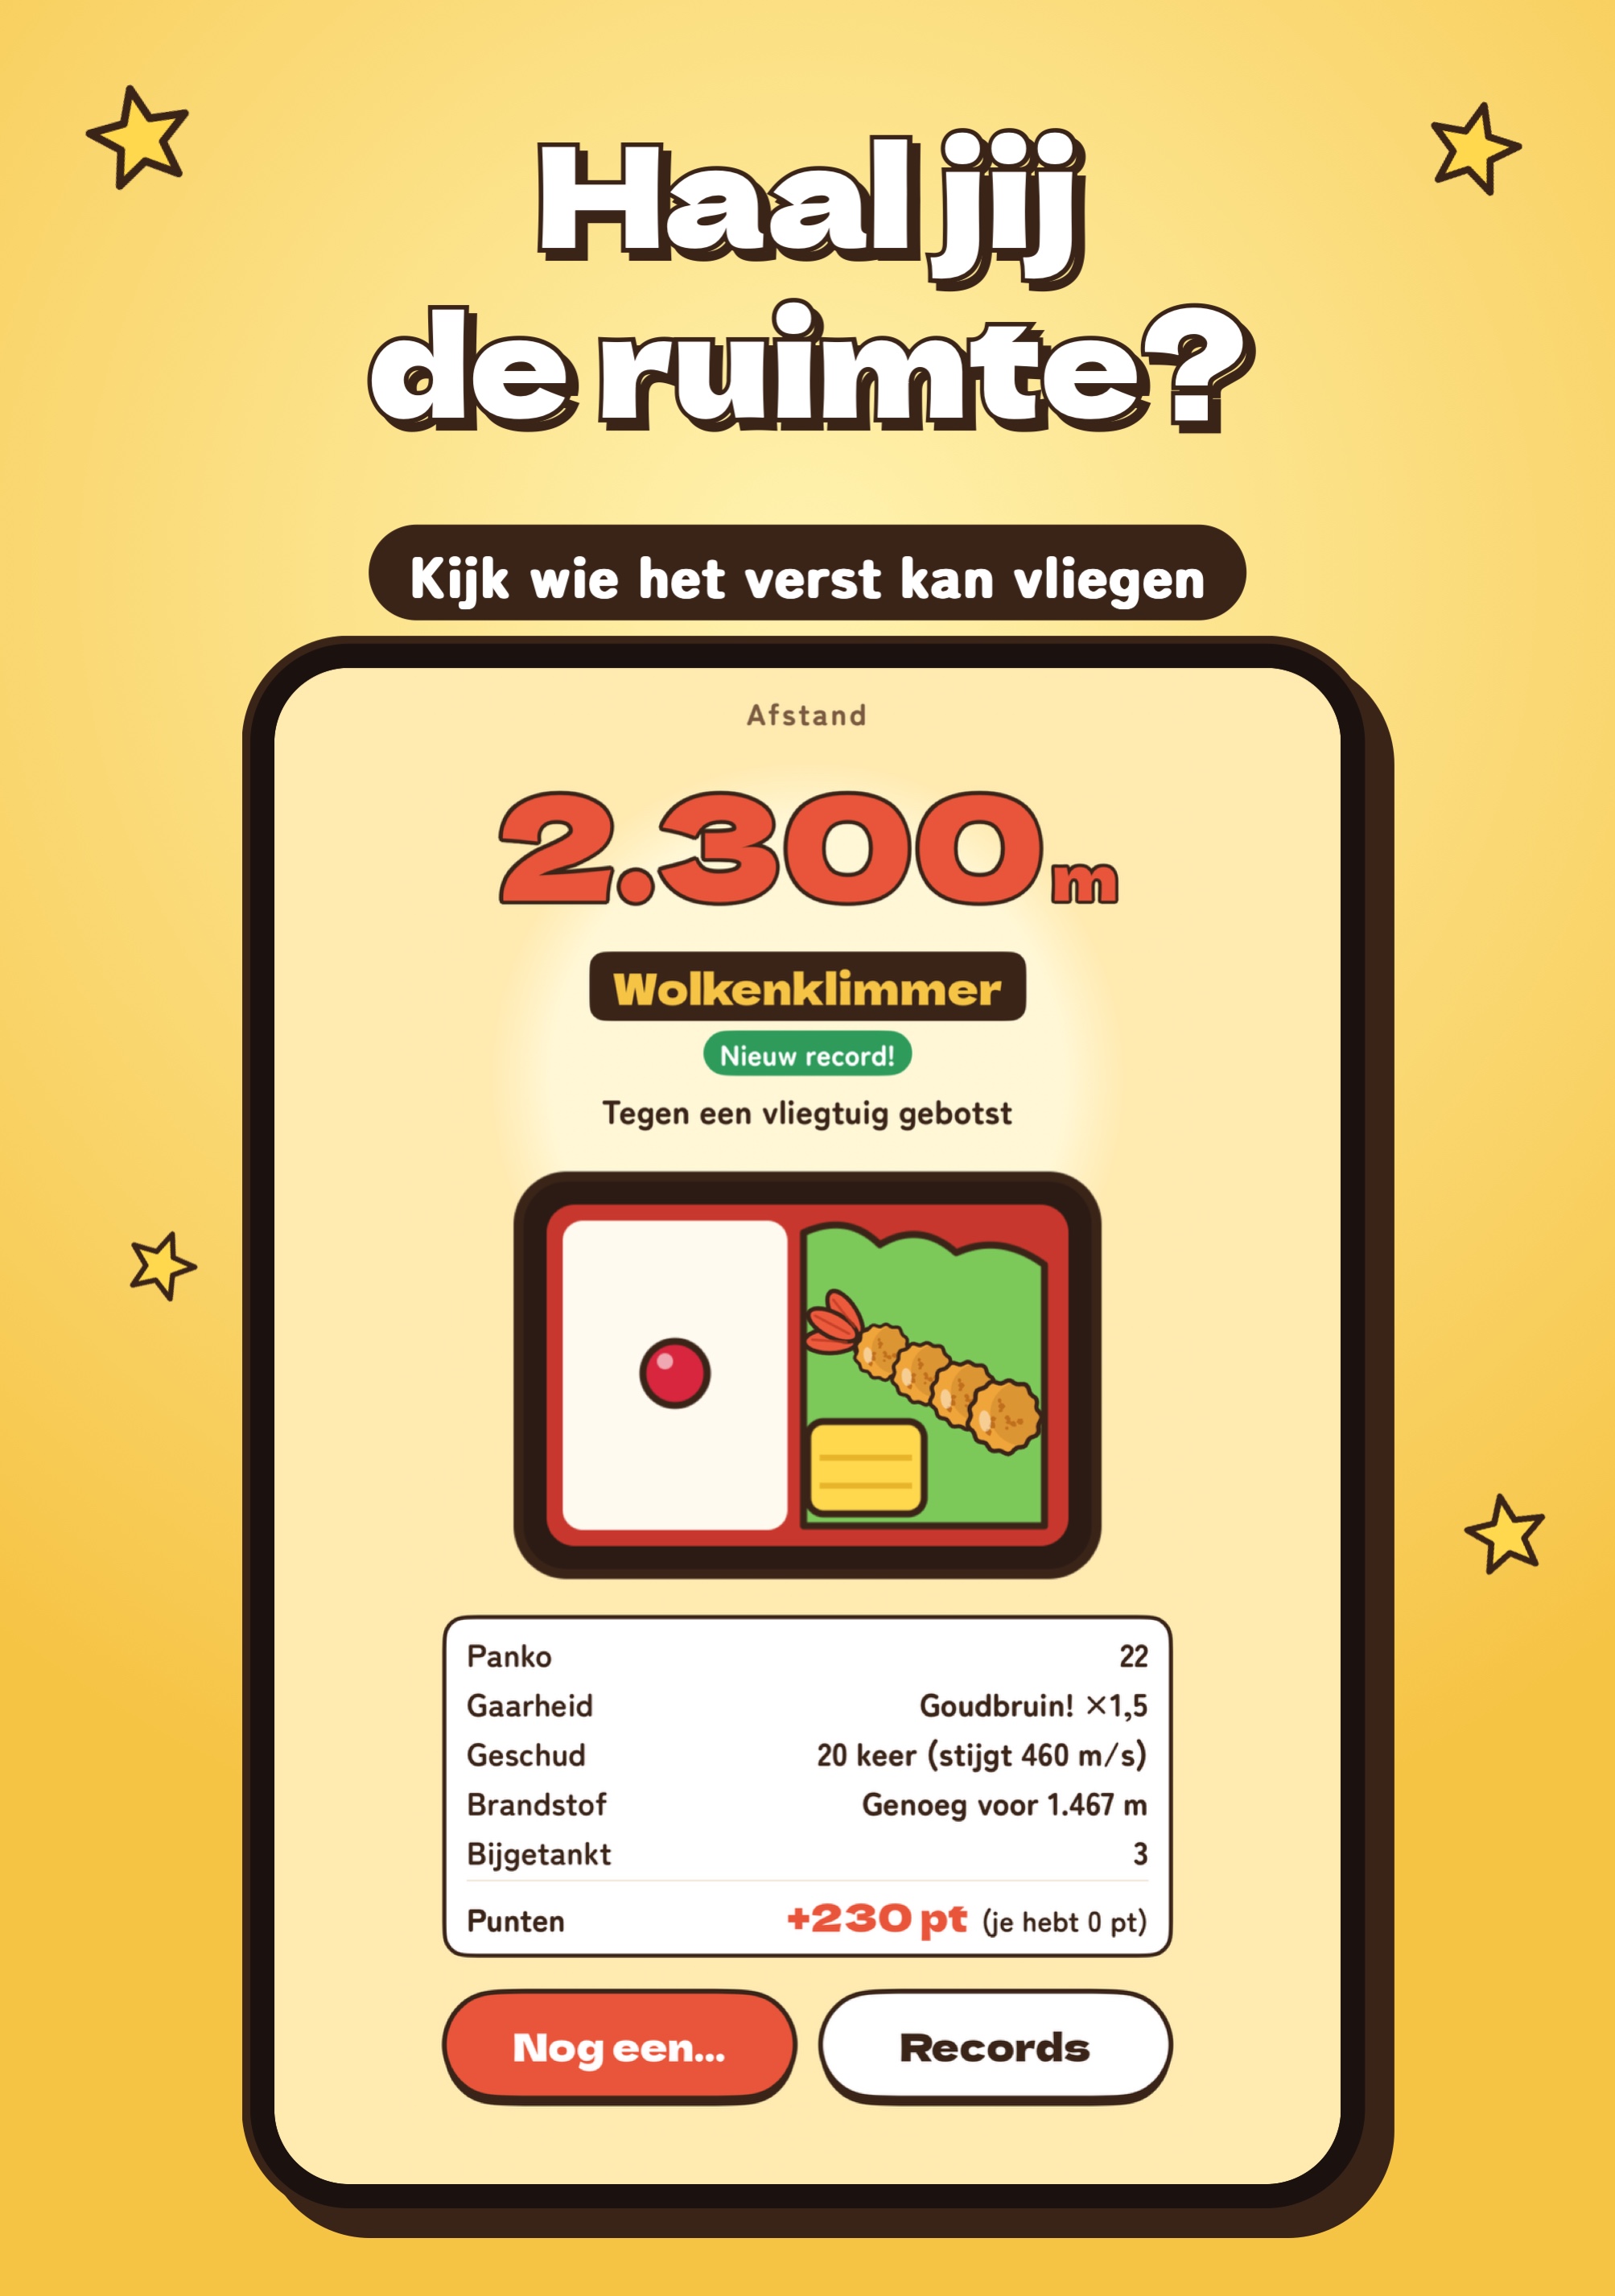 Haal jij
de ruimte?
Kijk wie het verst kan vliegen
Afstand
2.300 m
Wolkenklimmer
Nieuw record!
Tegen een vliegtuig gebotst
Panko 22
Gaarheid Goudbruin! ×1,5
Geschud 20 keer (stijgt 460 m/s)
Brandstof Genoeg voor 1.467 m
Bijgetankt 3
Punten +230 pt (je hebt 0 pt)
Nog een... Records